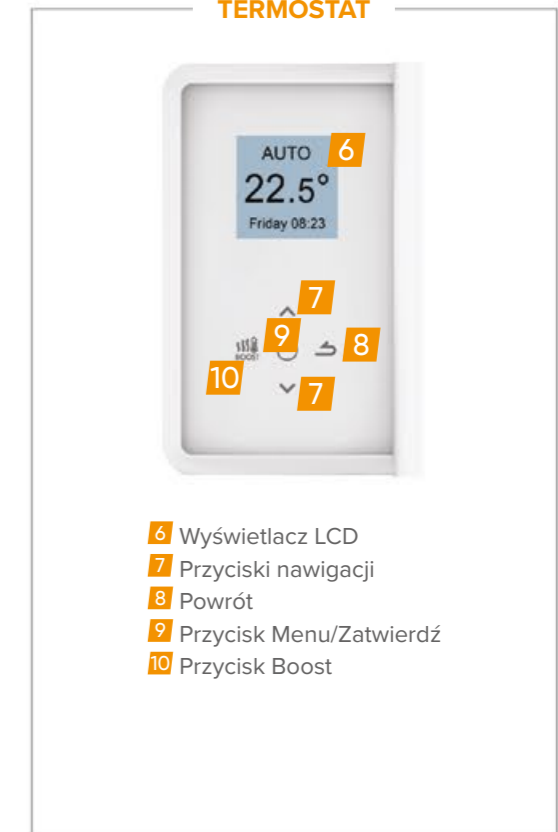 TERMOSTAT
AUTO 6
22.5°
Friday 08:23
7
9
BOOST
8
10
7
6 Wyświetlacz LCD
7 Przyciski nawigacji
8 Powrót
9 Przycisk Menu/Zatwierdź
10 Przycisk Boost